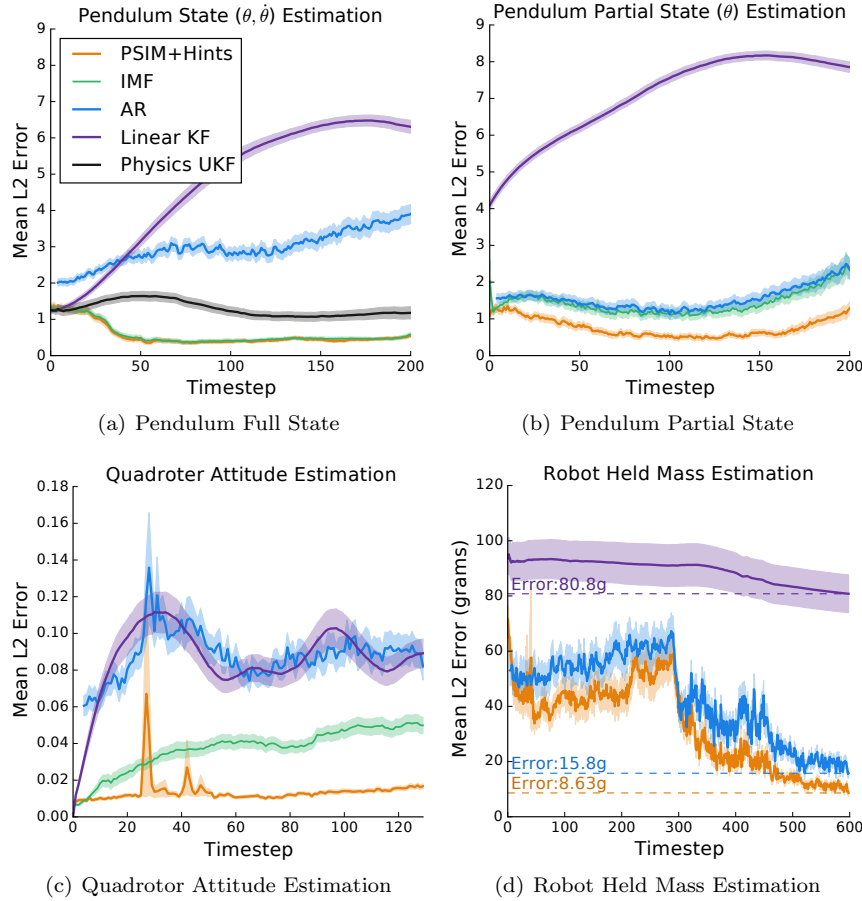 Pendulum State (θ, θ̇) Estimation
9
8
7
6
5
4
3
2
1
0
Mean L2 Error
PSIM+Hints
IMF
AR
Linear KF
Physics UKF
0 50 100 150 200
Timestep
(a) Pendulum Full State
Pendulum Partial State (θ) Estimation
9
8
7
6
5
4
3
2
1
0
Mean L2 Error
0 50 100 150 200
Timestep
(b) Pendulum Partial State
Quadroter Attitude Estimation
0.18
0.16
0.14
0.12
0.10
0.08
0.06
0.04
0.02
0.00
Mean L2 Error
0 20 40 60 80 100 120
Timestep
(c) Quadrotor Attitude Estimation
Robot Held Mass Estimation
120
100
80
60
40
20
0
Mean L2 Error (grams)
Error:80.8g
Error:15.8g
Error:8.63g
0 100 200 300 400 500 600
Timestep
(d) Robot Held Mass Estimation